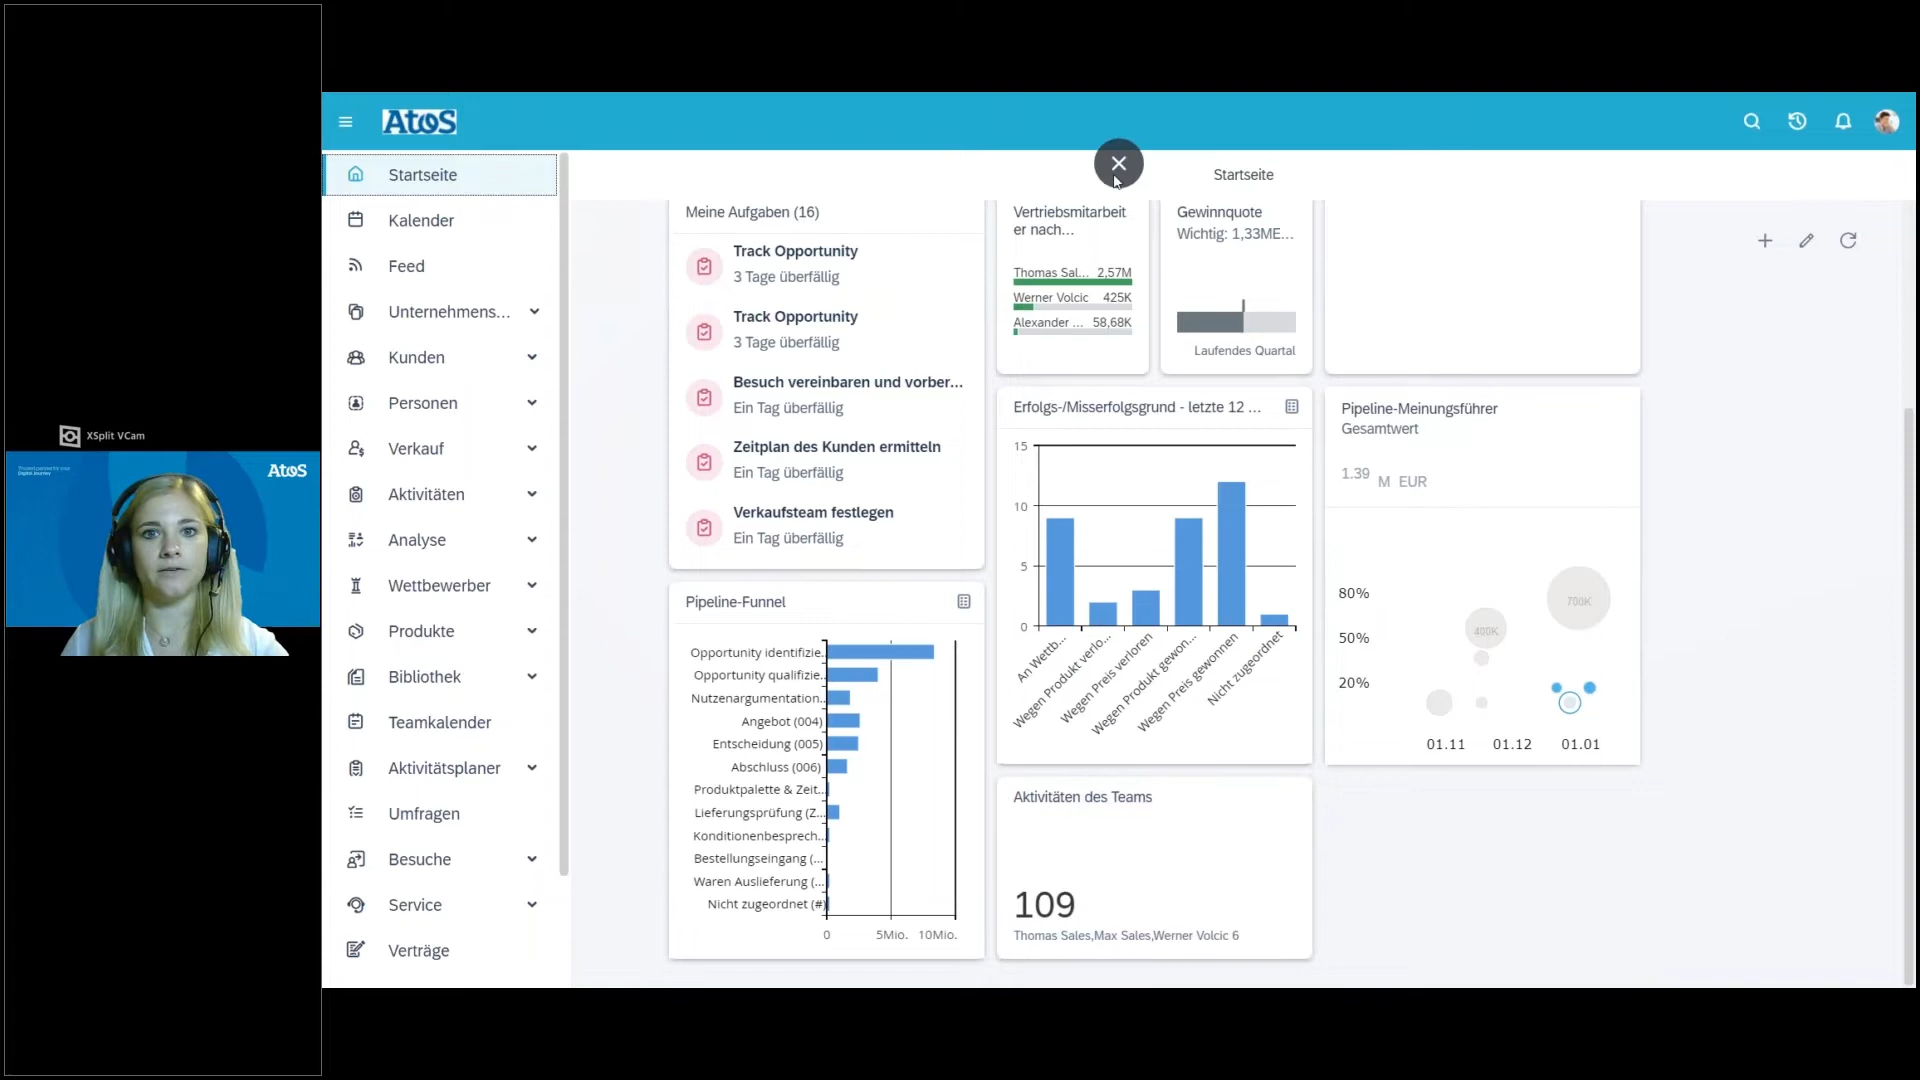 XSplit VCam
Atos
Atos
Startseite
Startseite
Kalender
Feed
Unternehmens...
Kunden
Personen
Verkauf
Aktivitäten
Analyse
Wettbewerber
Produkte
Bibliothek
Teamkalender
Aktivitätsplaner
Umfragen
Besuche
Service
Verträge
Meine Aufgaben (16)
Track Opportunity
3 Tage überfällig
Track Opportunity
3 Tage überfällig
Besuch vereinbaren und vorber...
Ein Tag überfällig
Zeitplan des Kunden ermitteln
Ein Tag überfällig
Verkaufsteam festlegen
Ein Tag überfällig
Pipeline-Funnel
Opportunity identifizie..
Opportunity qualifizie..
Nutzenargumentation..
Angebot (004)
Entscheidung (005)
Abschluss (006)
Produktpalette & Zeit..
Lieferungsprüfung (Z...
Konditionenbesprech...
Bestellungseingang (...
Waren Auslieferung (...
Nicht zugeordnet (#)
0 5Mio. 10Mio.
Vertriebsmitarbeit
er nach...
Thomas Sal... 2,57M
Werner Volcic 425K
Alexander ... 58,68K
Gewinnquote
Wichtig: 1,33ME...
Laufendes Quartal
Erfolgs-/Misserfolgsgrund - letzte 12 ...
15
10
5
0
An Wettb...
Wegen Produkt verlo...
Wegen Preis verloren
Wegen Produkt gewon...
Wegen Preis gewonnen
Nicht zugeordnet
Aktivitäten des Teams
109
Thomas Sales,Max Sales,Werner Volcic 6
Pipeline-Meinungsführer
Gesamtwert
1.39 M EUR
80%
50%
20%
700K
400K
01.11 01.12 01.01